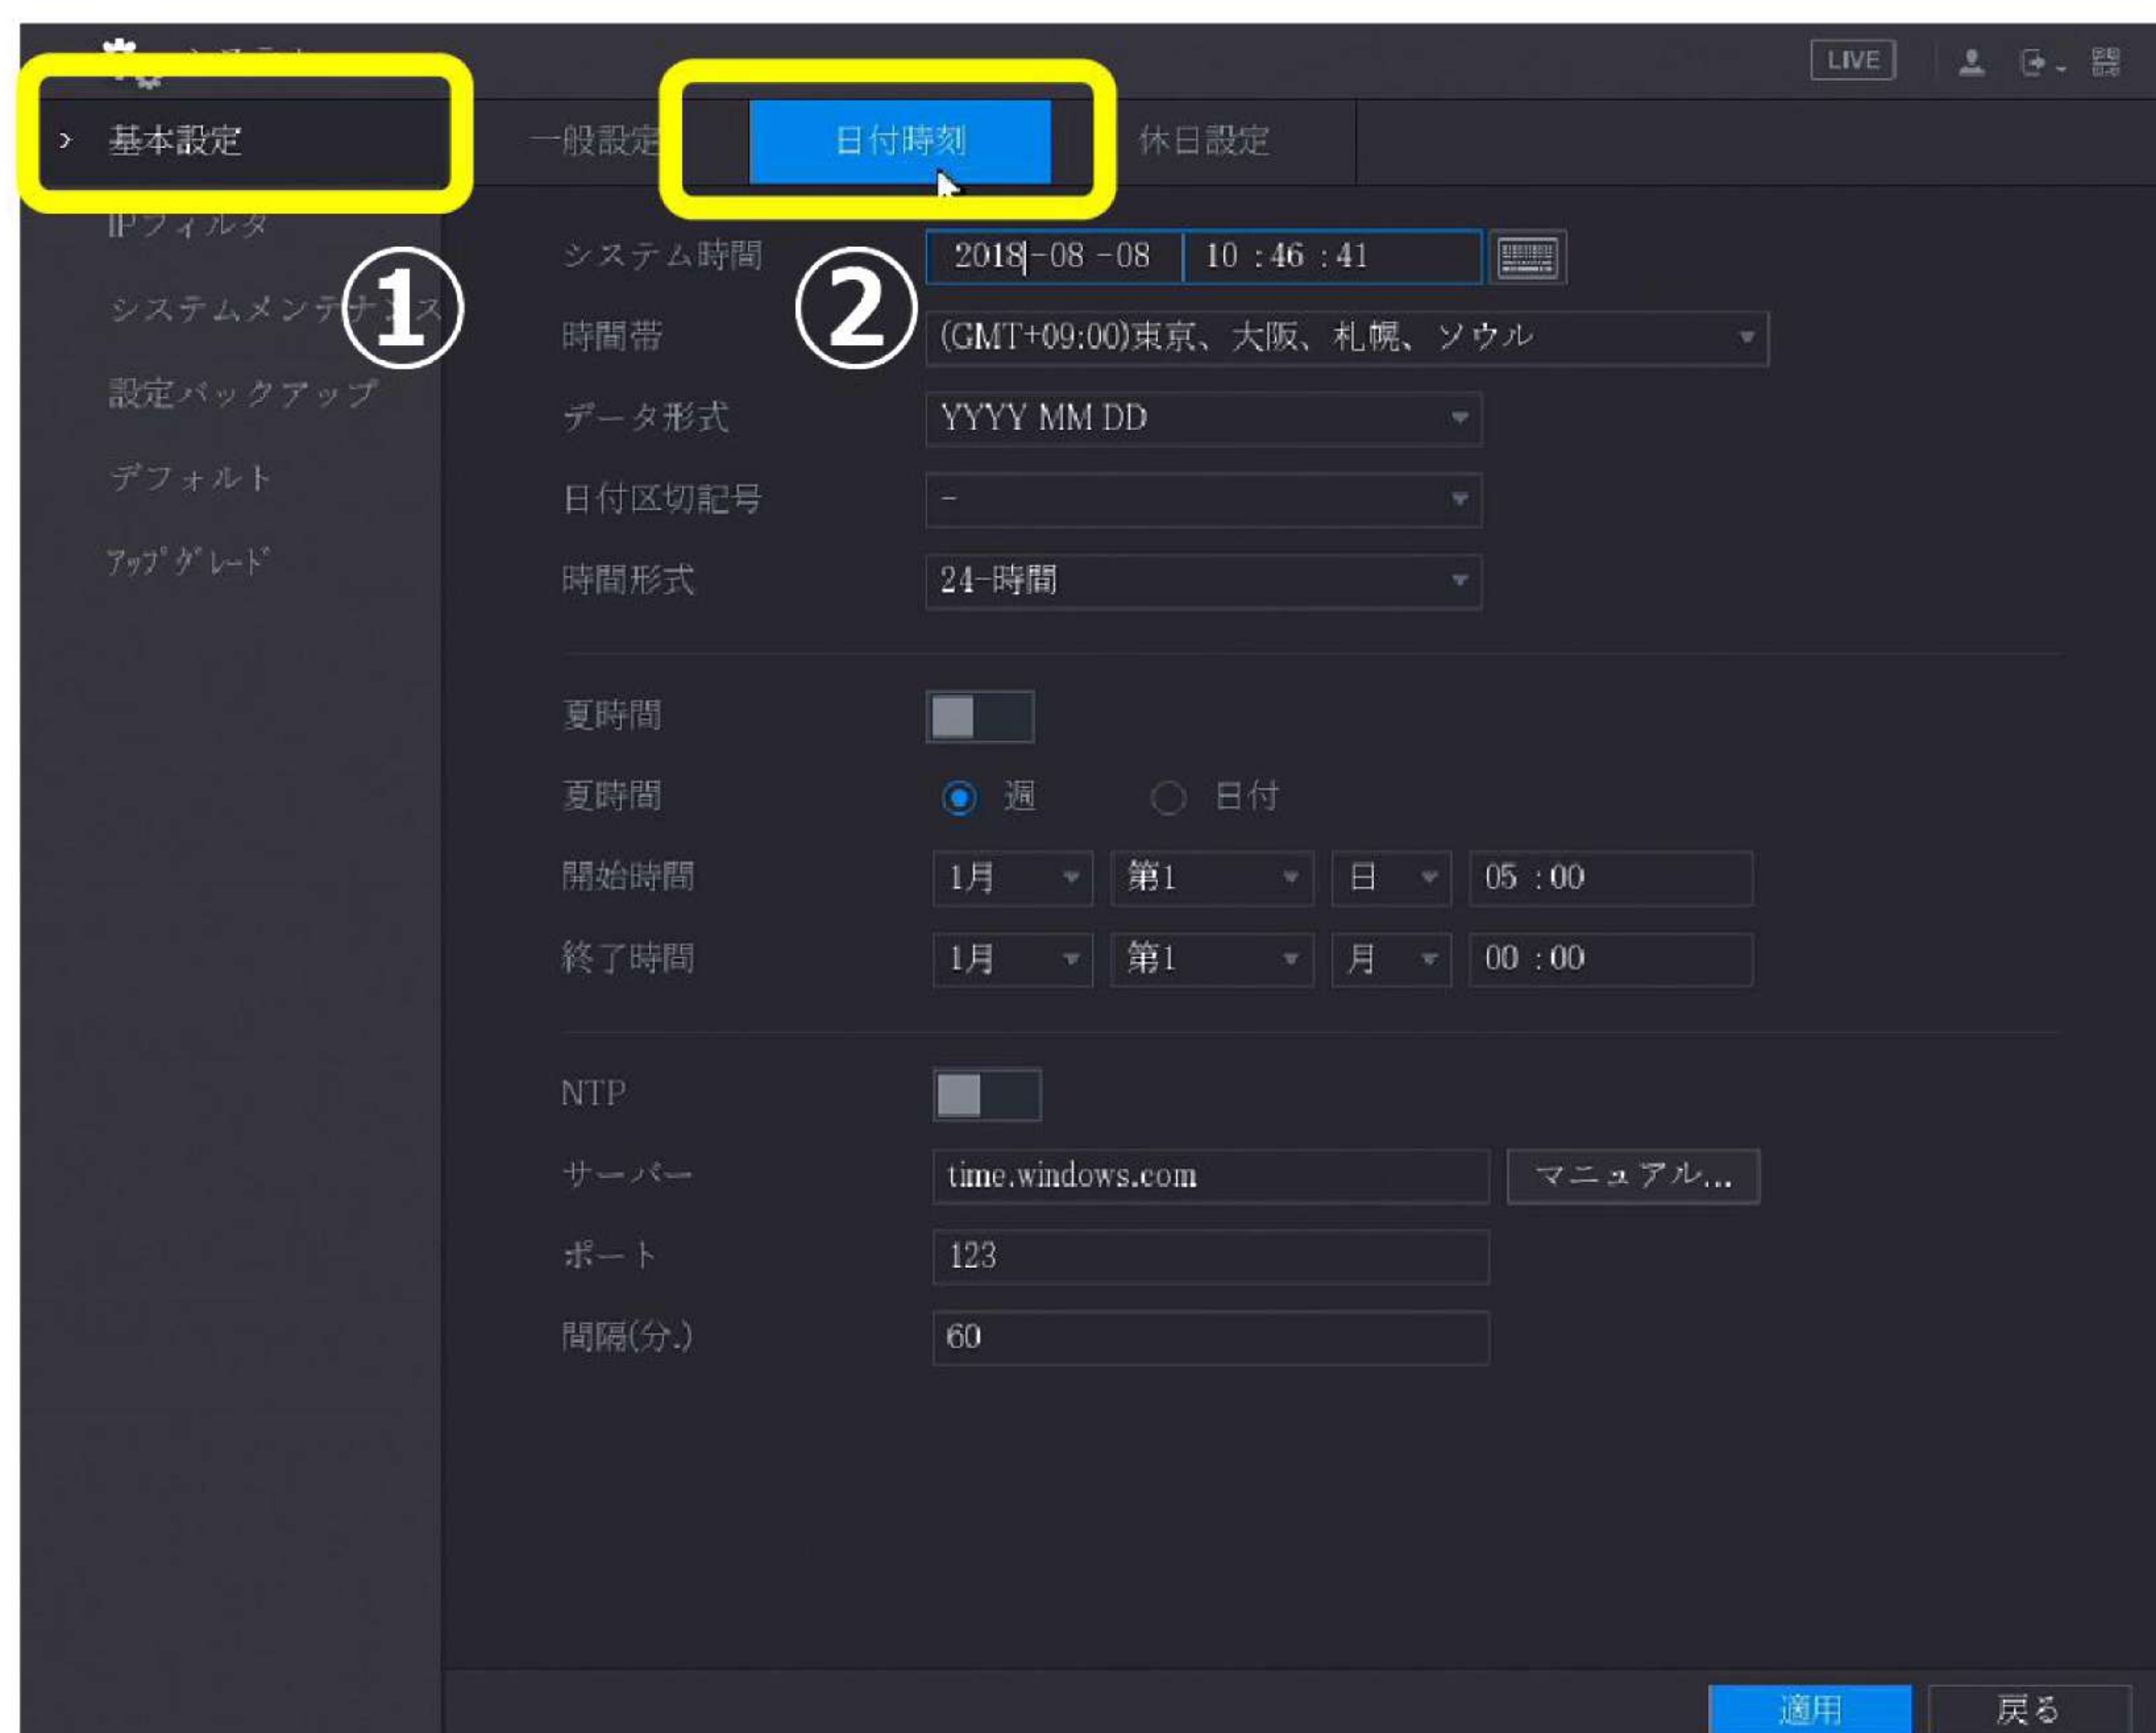 LIVE
基本設定
一般設定 日付時刻 休日設定
IPフィルタ
システムメンテナンス
設定バックアップ
デフォルト
アップグレード
① ②
システム時間 2018-08-08 10:46:41
時間帯 (GMT+09:00)東京、大阪、札幌、ソウル
データ形式 YYYY MM DD
日付区切記号 -
時間形式 24-時間
夏時間
夏時間 週 日付
開始時間 1月 第1 日 05:00
終了時間 1月 第1 月 00:00
NTP
サーバー time.windows.com マニュアル...
ポート 123
間隔(分.) 60
適用 戻る